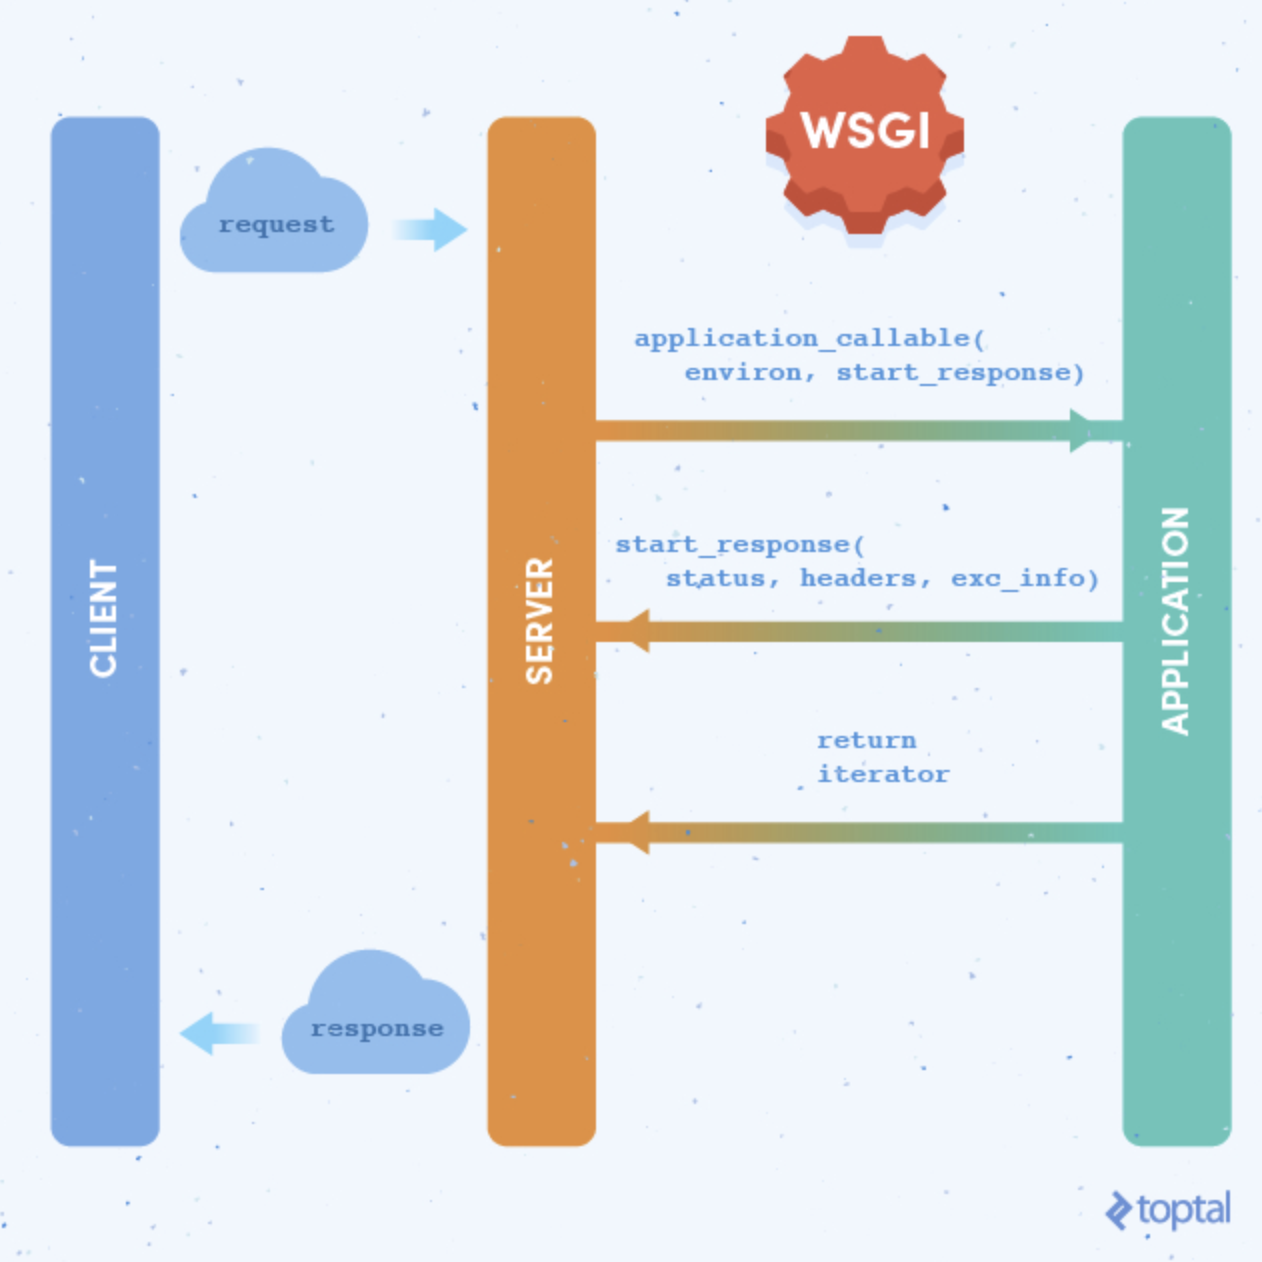 WSGI
request
application_callable(
environ, start_response)
start_response(
status, headers, exc_info)
CLIENT
SERVER
APPLICATION
return
iterator
response
toptal